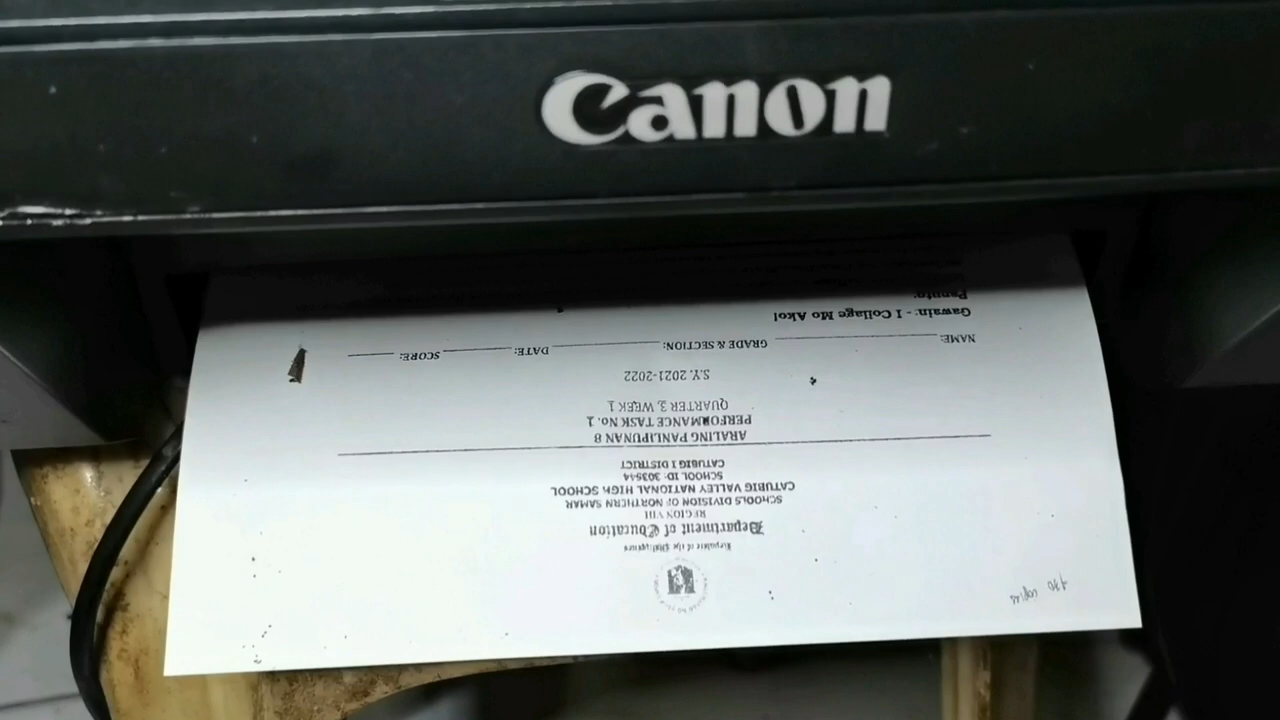 Canon
130 copies
Republic of the Philippines
Department of Education
REGION VIII
SCHOOLS DIVISION OF NORTHERN SAMAR
CATUBIG VALLEY NATIONAL HIGH SCHOOL
SCHOOL ID: 303544
CATUBIG I DISTRICT
ARALING PANLIPUNAN 8
PERFORMANCE TASK No. 1
QUARTER 3, WEEK 1
S.Y. 2021-2022
NAME: GRADE & SECTION: DATE: SCORE:
Gawain: - I Collage Mo Ako!
Panuto: